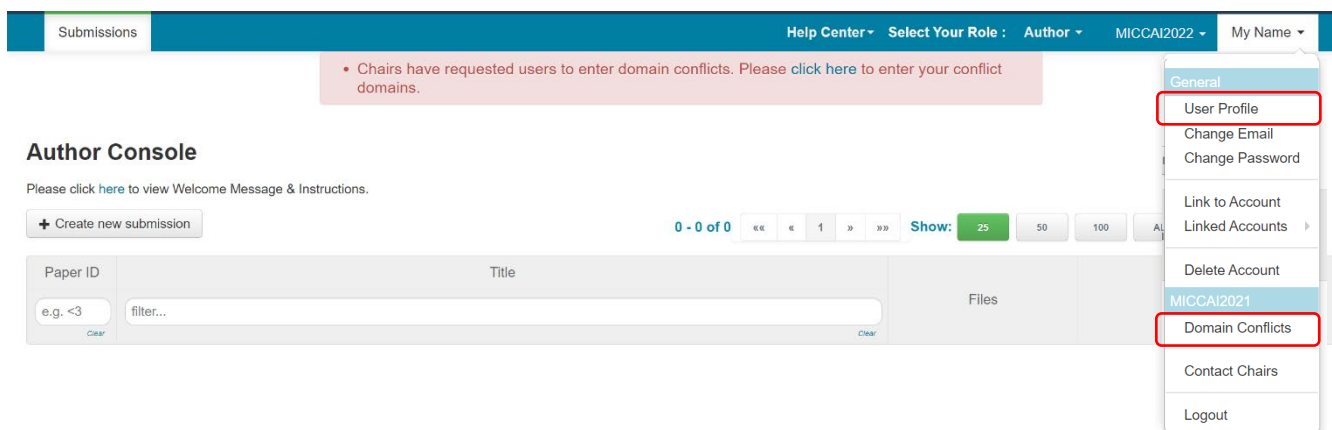 Submissions
Help Center Select Your Role : Author MICCAI2022 My Name
• Chairs have requested users to enter domain conflicts. Please click here to enter your conflict
domains.
General
User Profile
Change Email
Change Password
Link to Account
Linked Accounts
Delete Account
MICCAI2021
Domain Conflicts
Contact Chairs
Logout
Author Console
Please click here to view Welcome Message & Instructions.
+ Create new submission
0 - 0 of 0 «« « 1 » »» Show: 25 50 100
Paper ID Title Files
e.g. <3 filter...
Clear Clear